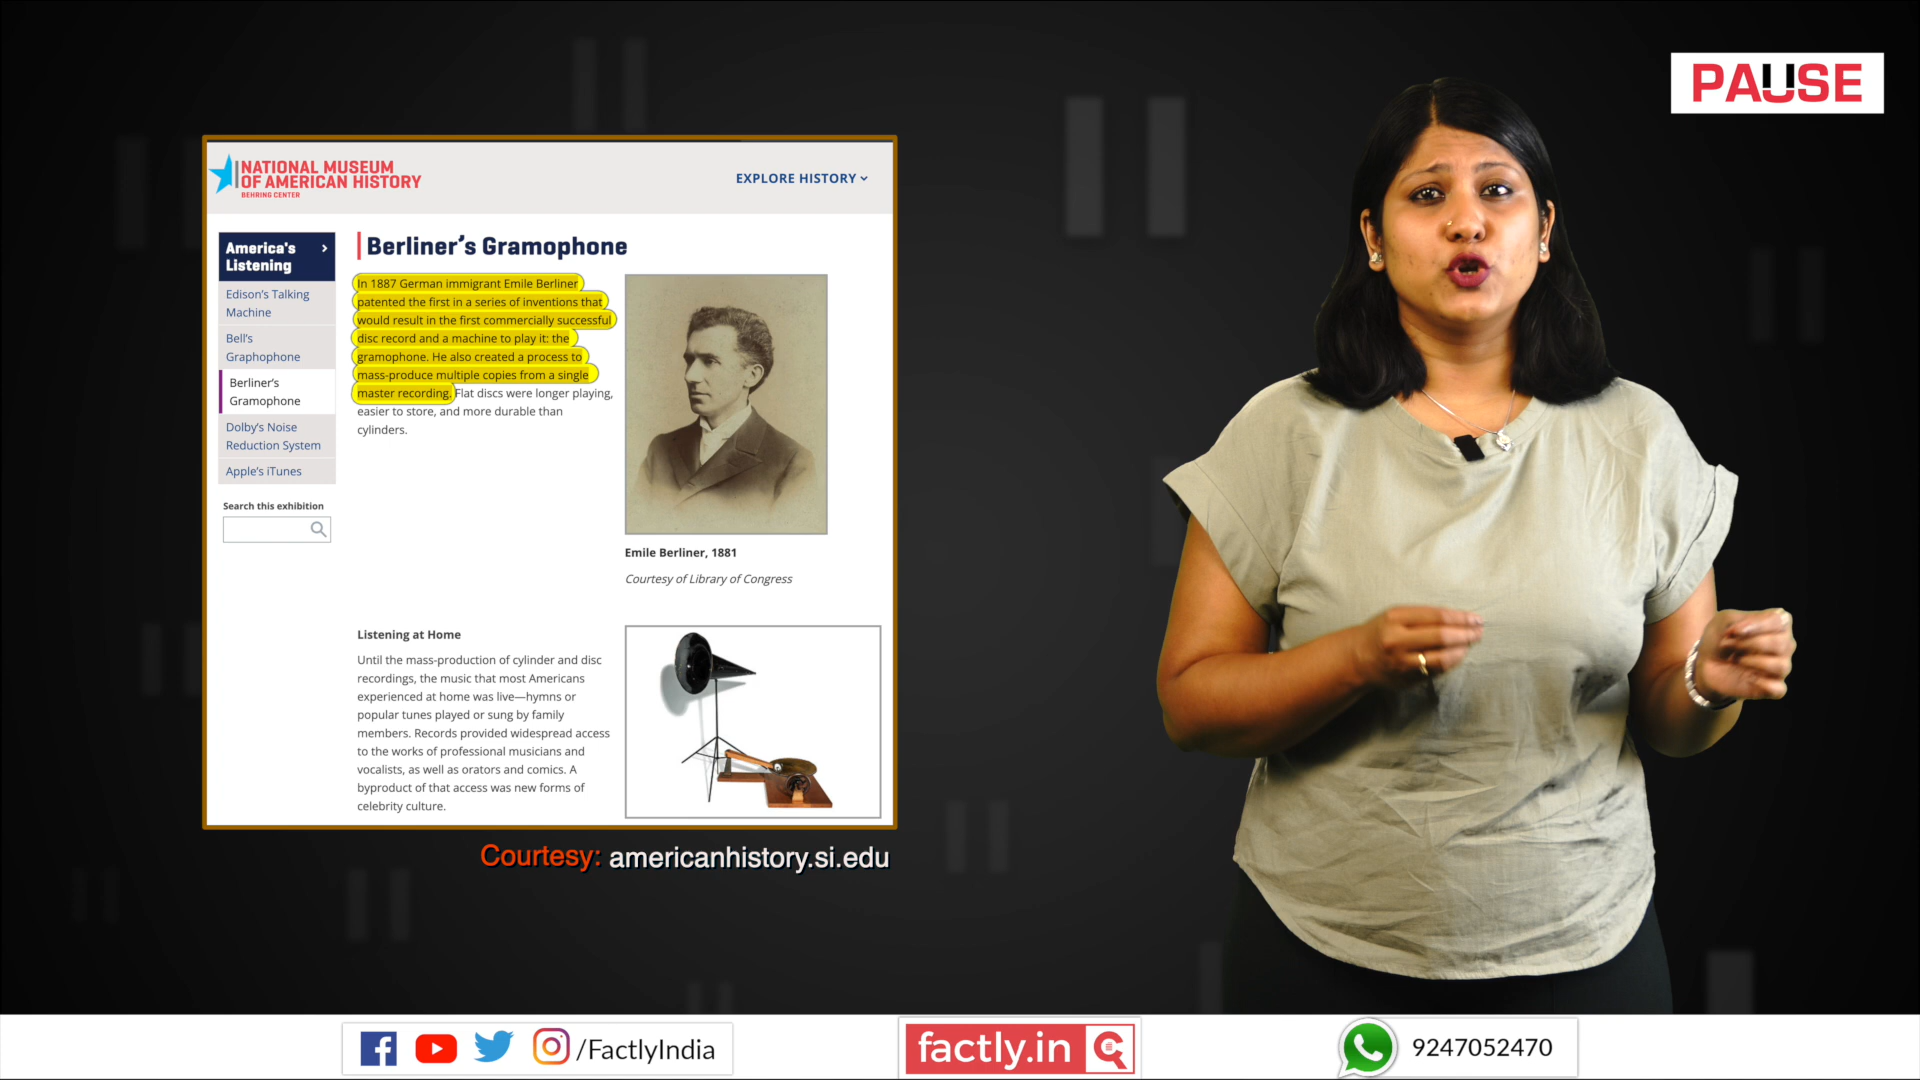 PAUSE
NATIONAL MUSEUM
OF AMERICAN HISTORY
BEHRING CENTER
EXPLORE HISTORY
America's
Listening
Edison's Talking
Machine
Bell's
Graphophone
Berliner's
Gramophone
Dolby's Noise
Reduction System
Apple's iTunes
Search this exhibition
Berliner's Gramophone
In 1887 German immigrant Emile Berliner
patented the first in a series of inventions that
would result in the first commercially successful
disc record and a machine to play it: the
gramophone. He also created a process to
mass-produce multiple copies from a single
master recording. Flat discs were longer playing,
easier to store, and more durable than
cylinders.
Emile Berliner, 1881
Courtesy of Library of Congress
Listening at Home
Until the mass-production of cylinder and disc
recordings, the music that most Americans
experienced at home was live—hymns or
popular tunes played or sung by family
members. Records provided widespread access
to the works of professional musicians and
vocalists, as well as orators and comics. A
byproduct of that access was new forms of
celebrity culture.
Courtesy: americanhistory.si.edu
/FactlyIndia
factly.in
9247052470